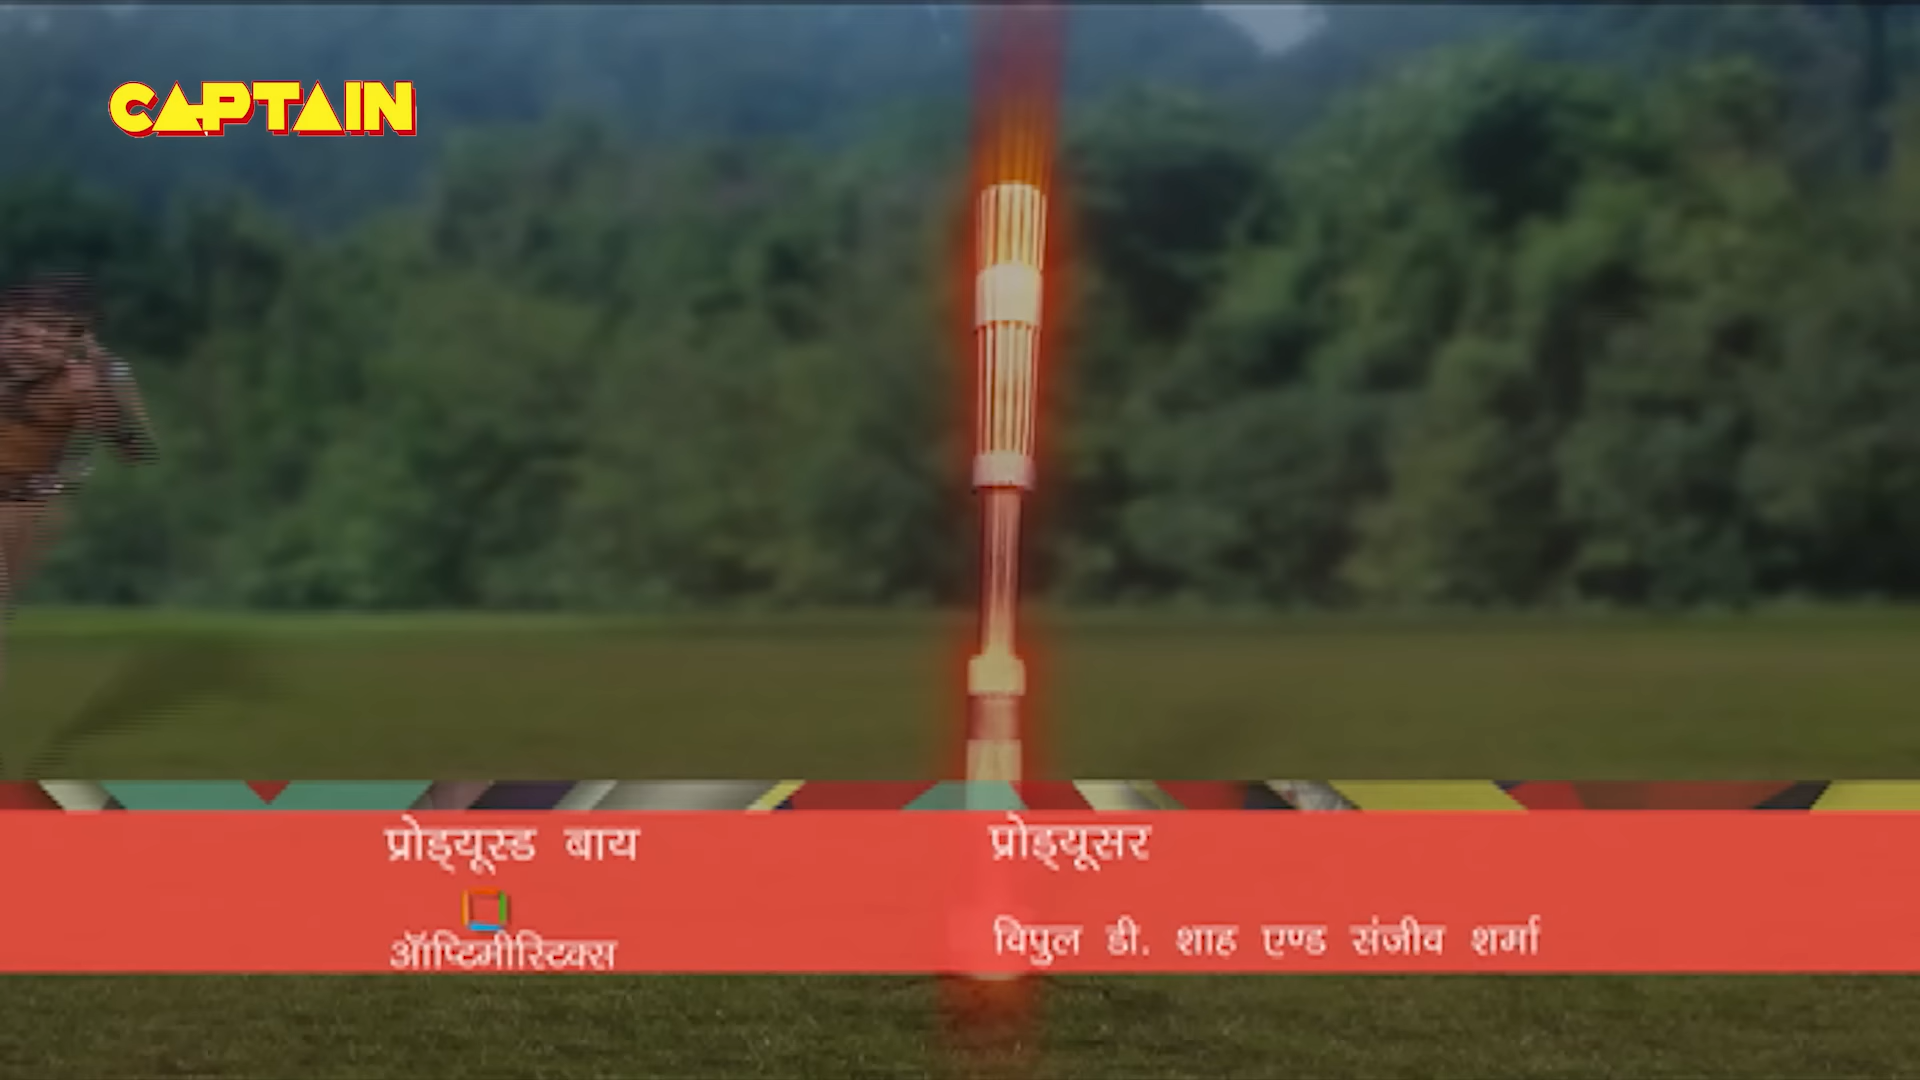 CAPTAIN
प्रोड्यूस्ड बाय
ऑप्टिमीस्टिक्स
प्रोड्यूसर
विपुल डी. शाह एण्ड संजीव शर्मा